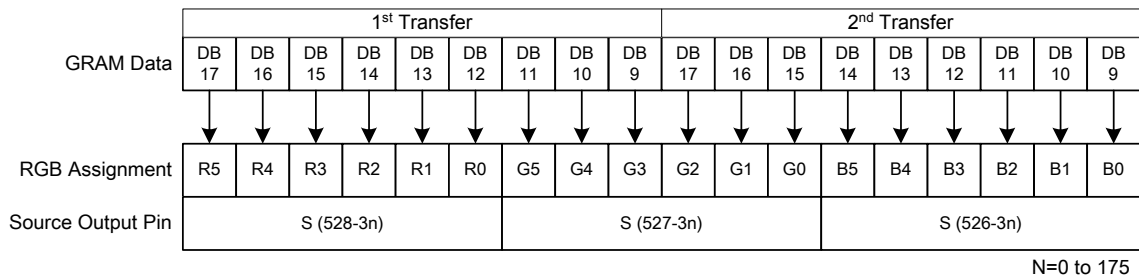 1st Transfer 2nd Transfer
GRAM Data DB 17 DB 16 DB 15 DB 14 DB 13 DB 12 DB 11 DB 10 DB 9 DB 17 DB 16 DB 15 DB 14 DB 13 DB 12 DB 11 DB 10 DB 9
RGB Assignment R5 R4 R3 R2 R1 R0 G5 G4 G3 G2 G1 G0 B5 B4 B3 B2 B1 B0
Source Output Pin S (528-3n) S (527-3n) S (526-3n)
N=0 to 175